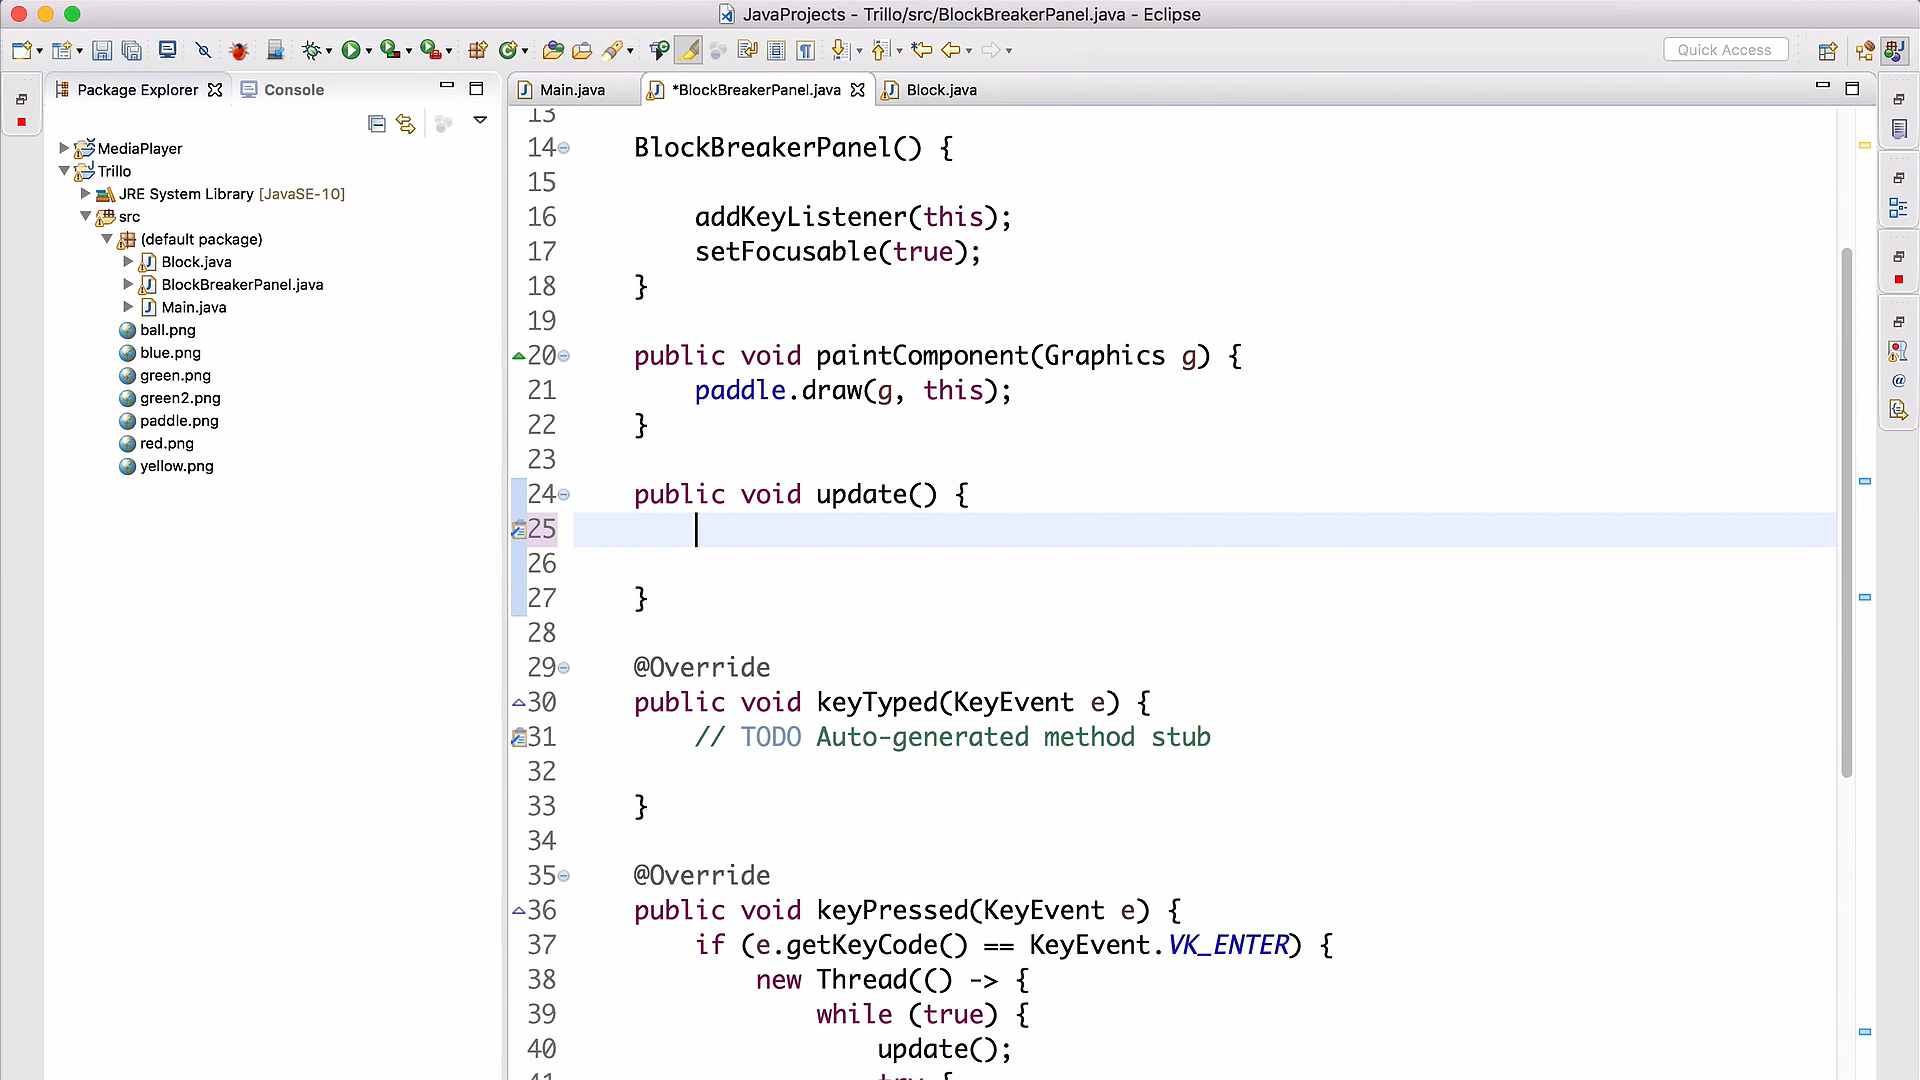 JavaProjects - Trillo/src/BlockBreakerPanel.java - Eclipse
Quick Access
Package Explorer
Console
Main.java
*BlockBreakerPanel.java
Block.java
MediaPlayer
Trillo
JRE System Library [JavaSE-10]
src
(default package)
Block.java
BlockBreakerPanel.java
Main.java
ball.png
blue.png
green.png
green2.png
paddle.png
red.png
yellow.png
13
14 BlockBreakerPanel() {
15
16 addKeyListener(this);
17 setFocusable(true);
18 }
19
20 public void paintComponent(Graphics g) {
21 paddle.draw(g, this);
22 }
23
24 public void update() {
25
26
27 }
28
29 @Override
30 public void keyTyped(KeyEvent e) {
31 // TODO Auto-generated method stub
32
33 }
34
35 @Override
36 public void keyPressed(KeyEvent e) {
37 if (e.getKeyCode() == KeyEvent.VK_ENTER) {
38 new Thread(() -> {
39 while (true) {
40 update();
41 try {